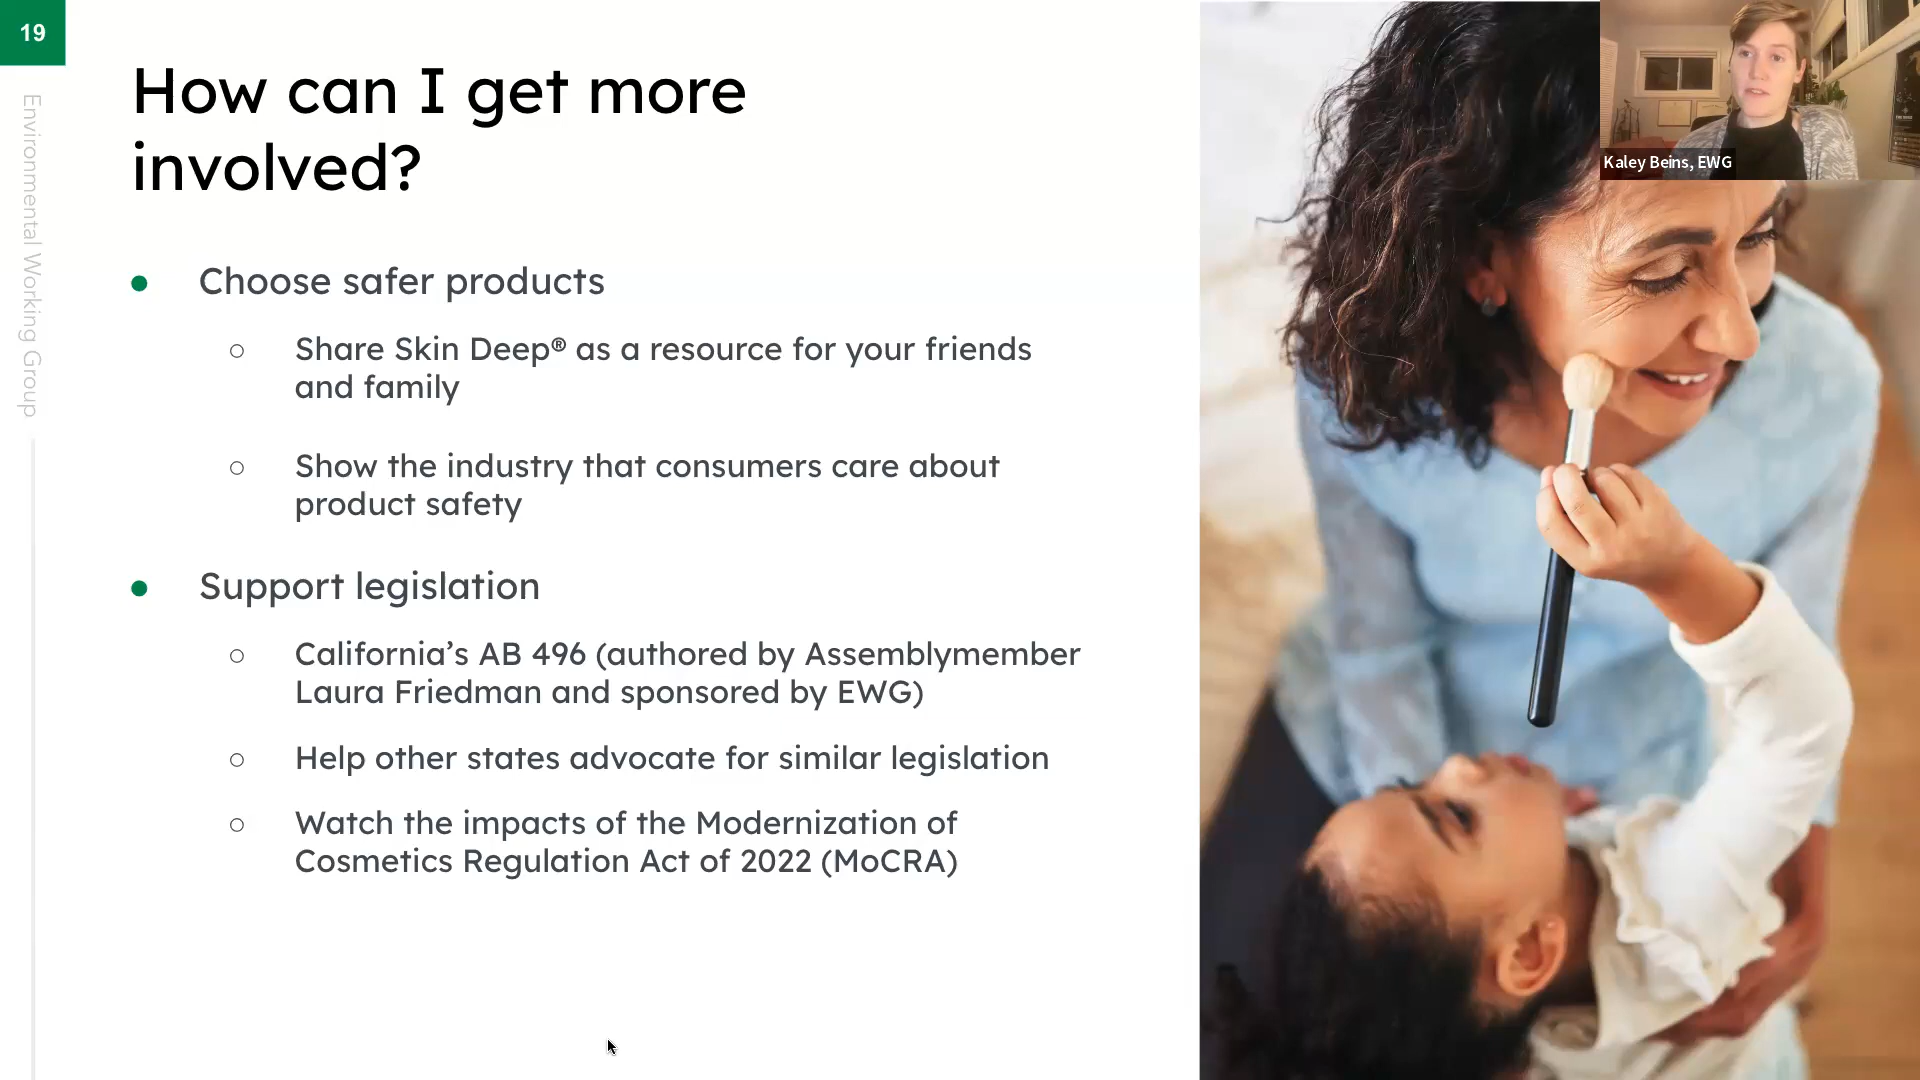 19
Environmental Working Group
How can I get more
involved?
Kaley Beins, EWG
● Choose safer products
○ Share Skin Deep® as a resource for your friends
and family
○ Show the industry that consumers care about
product safety
● Support legislation
○ California’s AB 496 (authored by Assemblymember
Laura Friedman and sponsored by EWG)
○ Help other states advocate for similar legislation
○ Watch the impacts of the Modernization of
Cosmetics Regulation Act of 2022 (MoCRA)